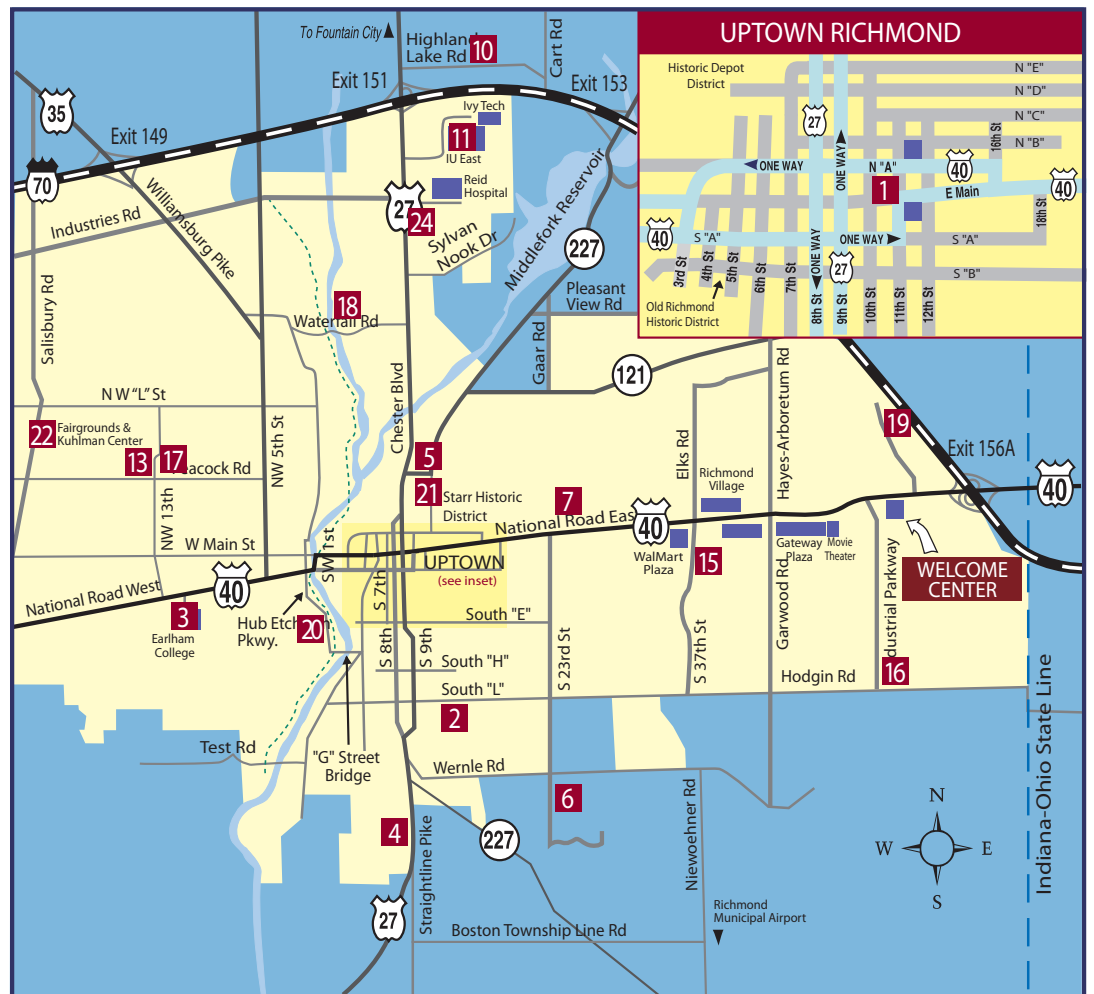 To Fountain City
Highland
Lake Rd
10
Cart Rd
Exit 151
Exit 153
35
Exit 149
70
Ivy Tech
11
IU East
Reid
Hospital
27
24
Sylvan
Nook Dr
Middlefork Reservoir
227
Pleasant
View Rd
Industries Rd
Williamsburg Pike
Salisbury Rd
18
Waterfall Rd
Gaar Rd
121
UPTOWN RICHMOND
Historic Depot
District
N "E"
N "D"
N "C"
N "B"
16th St
27
ONE WAY
ONE WAY
N "A"
40
1
E Main
40
18th St
40
S "A"
ONE WAY
ONE WAY
S "A"
27
S "B"
3rd St
4th St
5th St
6th St
7th St
8th St
9th St
10th St
11th St
12th St
Old Richmond
Historic District
N W "L" St
22
Fairgrounds &
Kuhlman Center
13
17
NW 5th St
Chester Blvd
5
21
Starr Historic
District
7
National Road East
40
Elks Rd
Richmond
Village
Hayes-Arboretum Rd
19
Exit 156A
40
NW 13th
W Main St
SW 1st
UPTOWN
(see inset)
S 7th
WalMart
Plaza
15
Gateway
Plaza
Movie
Theater
WELCOME
CENTER
National Road West
40
3
Earlham
College
Pkwy.
20
South "E"
S 8th
S 9th
South "H"
South "L"
2
S 23rd St
S 37th St
Garwood Rd
Hodgin Rd
16
Indiana-Ohio State Line
Test Rd
"G" Street
Bridge
Wernle Rd
6
4
227
Straightline Pike
27
Niewoehner Rd
Richmond
Municipal Airport
Boston Township Line Rd
N
W
E
S